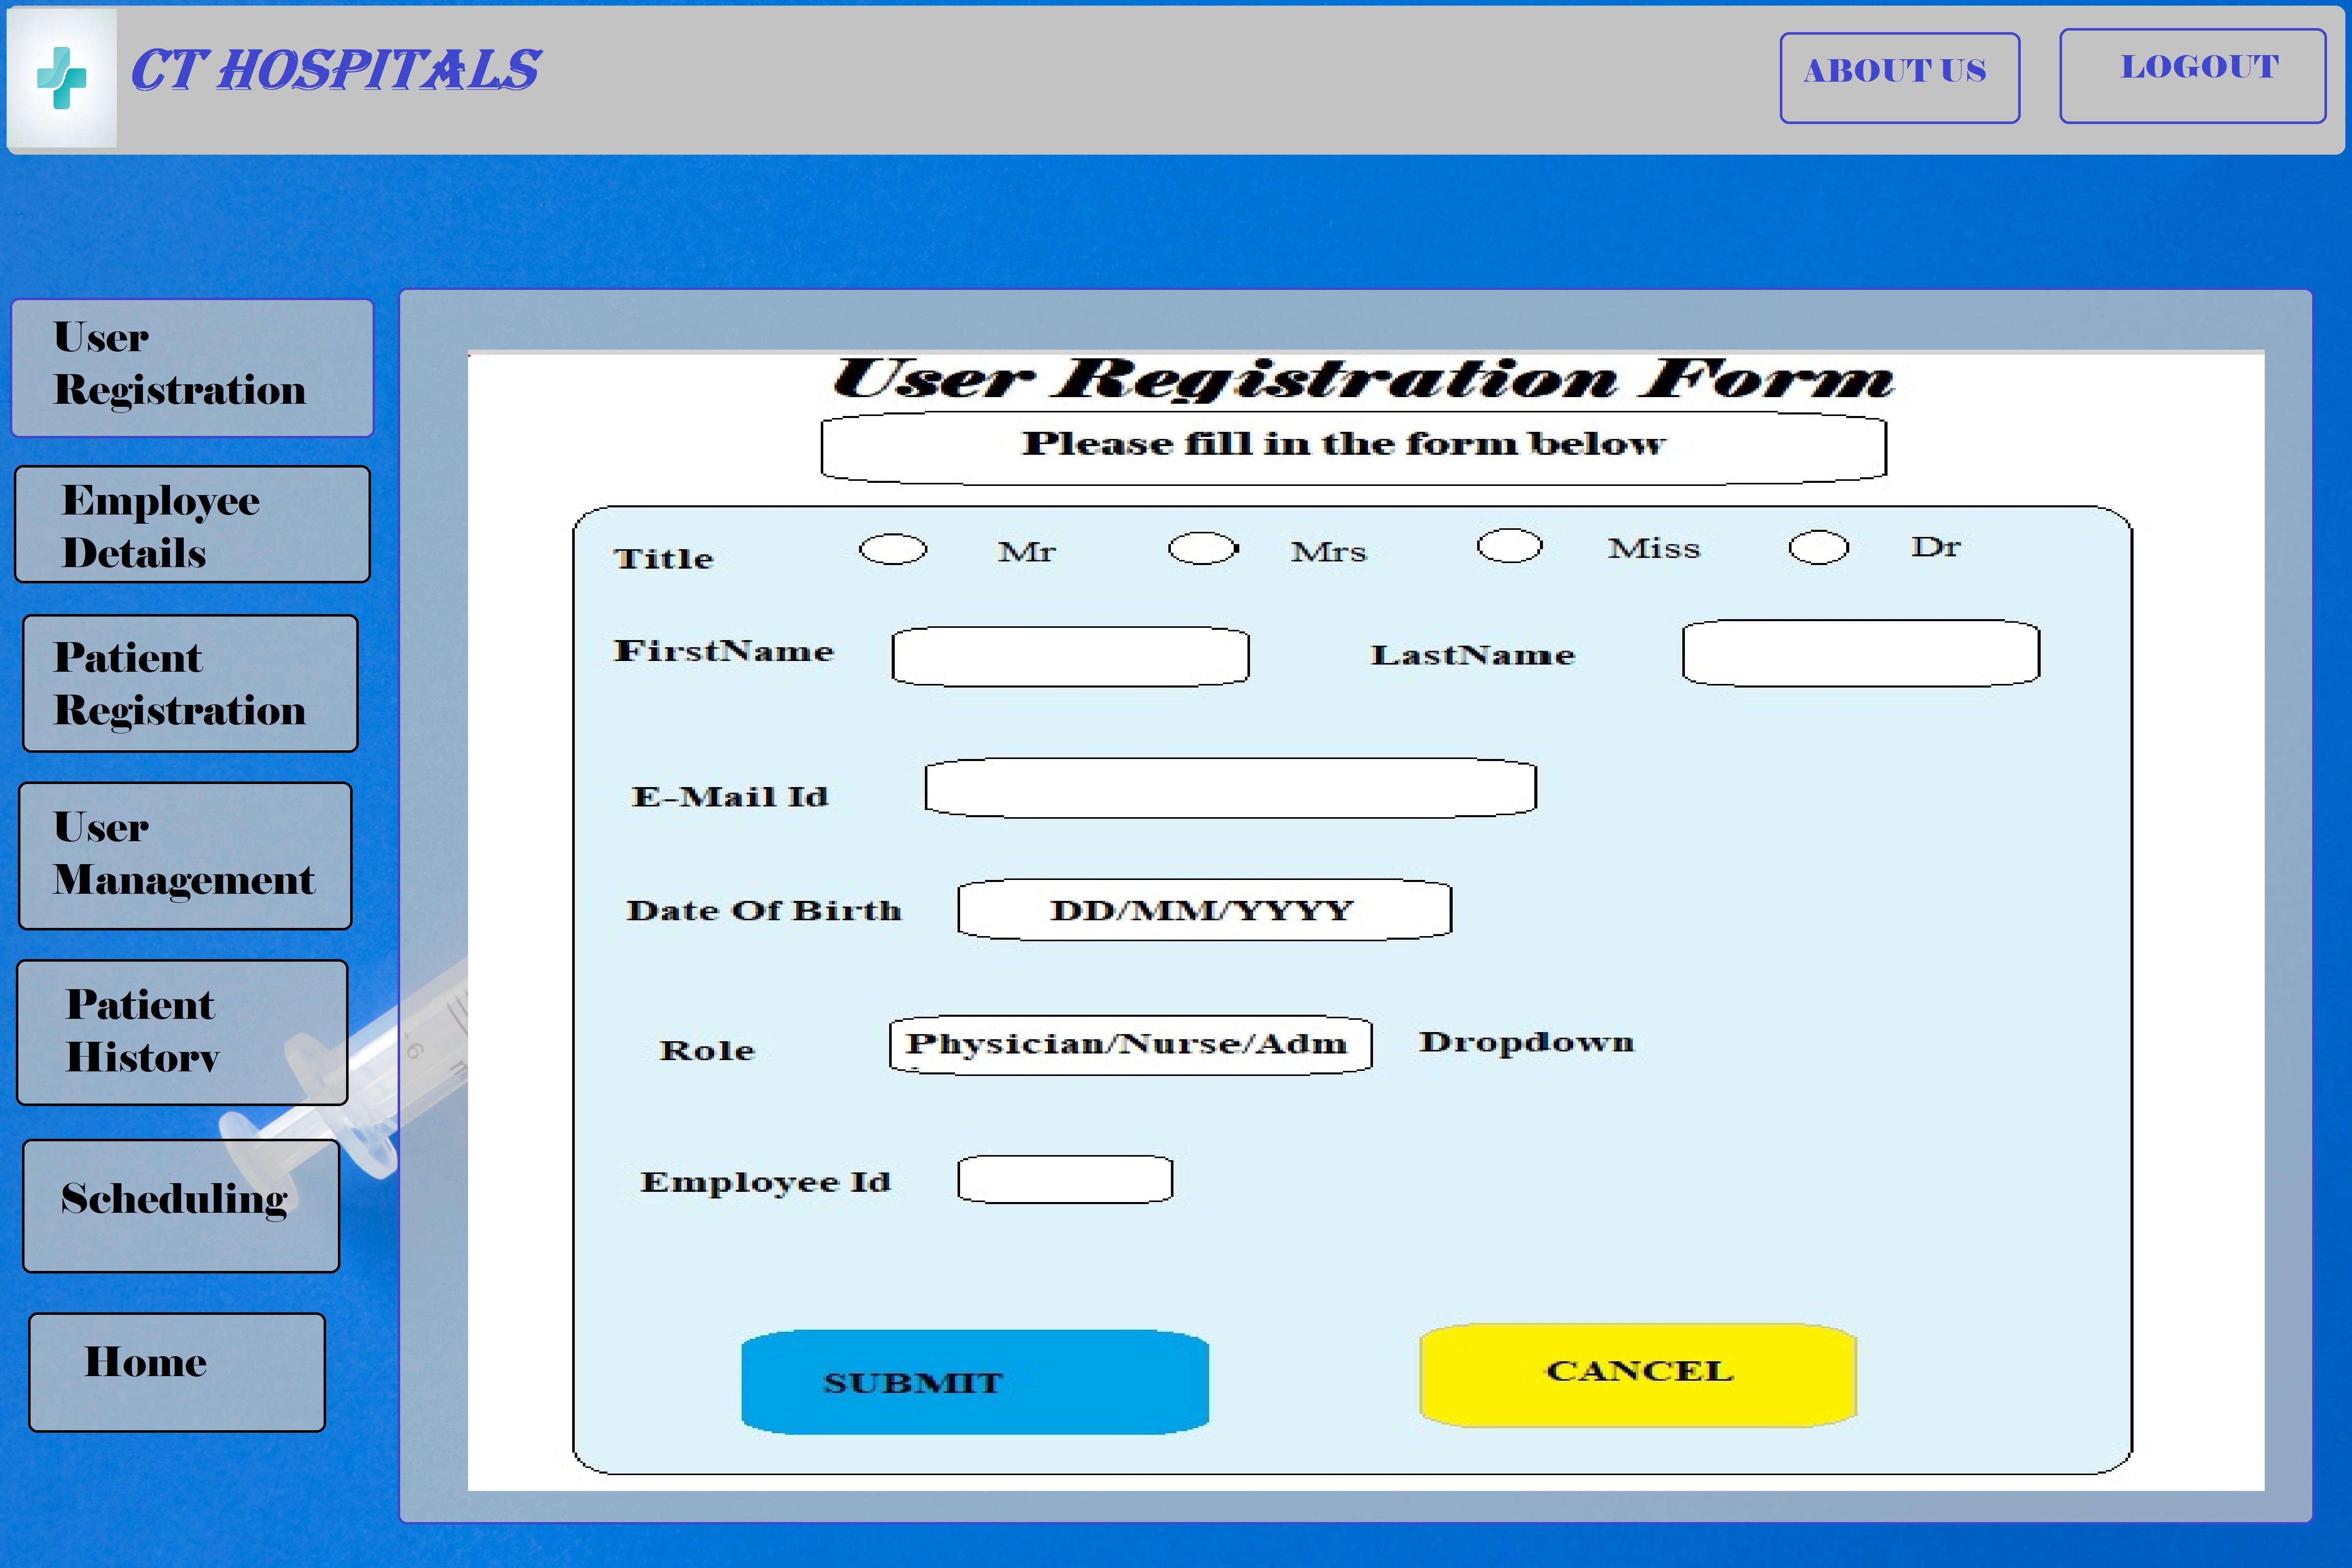 CT HOSPITALS
ABOUT US
LOGOUT
User
Registration
Employee
Details
Patient
Registration
User
Management
Patient
History
Scheduling
Home
User Registration Form
Please fill in the form below
Title Mr Mrs Miss Dr
FirstName LastName
E-Mail Id
Date Of Birth DD/MM/YYYY
Role Physician/Nurse/Adm Dropdown
Employee Id
SUBMIT CANCEL